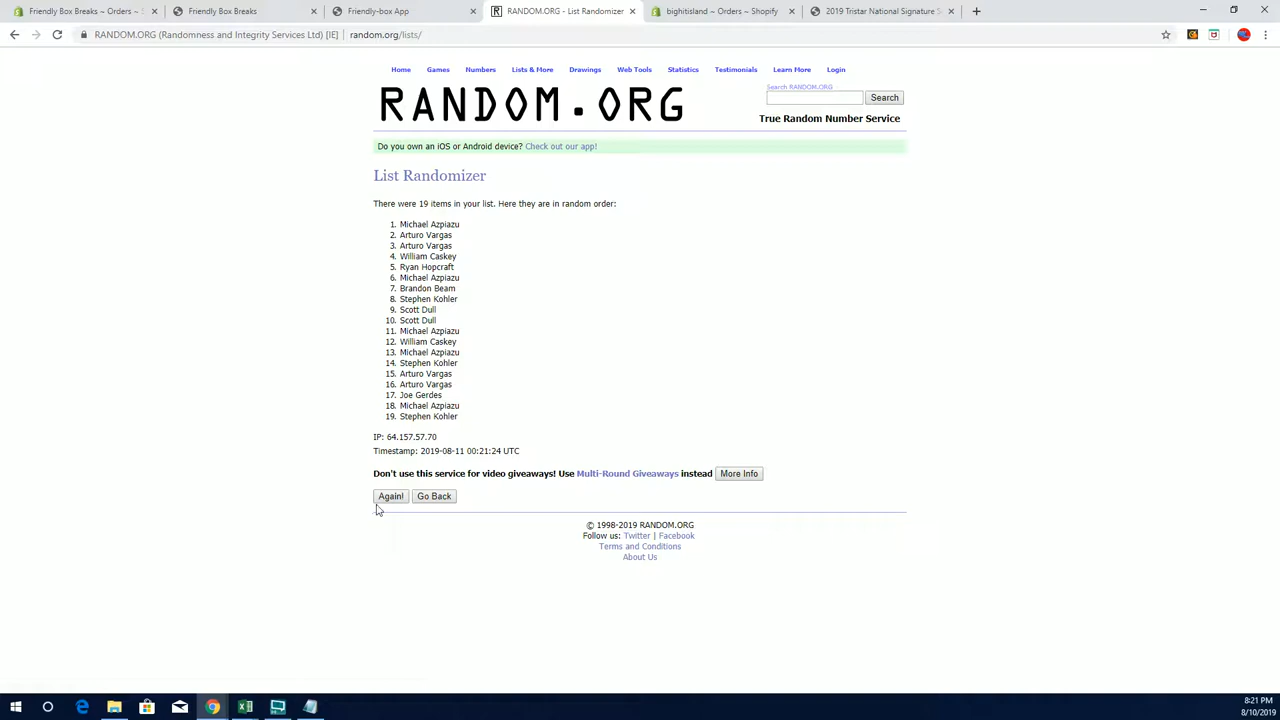 Friendly Box Breaks ~ Orders ~ S
Friendly Box Breaks
Friendly-box App
RANDOM.ORG - List Randomizer
bighitisland ~ Orders ~ Shopify
2019 Tristar National Signature S
RANDOM.ORG (Randomness and Integrity Services Ltd) [IE] | random.org/lists/
Home Games Numbers Lists & More Drawings Web Tools Statistics Testimonials Learn More Login
RANDOM.ORG
Search RANDOM.ORG
Search
True Random Number Service
Do you own an iOS or Android device? Check out our app!
List Randomizer
There were 19 items in your list. Here they are in random order:
1. Michael Azpiazu
2. Arturo Vargas
3. Arturo Vargas
4. William Caskey
5. Ryan Hopcraft
6. Michael Azpiazu
7. Brandon Beam
8. Stephen Kohler
9. Scott Dull
10. Scott Dull
11. Michael Azpiazu
12. William Caskey
13. Michael Azpiazu
14. Stephen Kohler
15. Arturo Vargas
16. Arturo Vargas
17. Joe Gerdes
18. Michael Azpiazu
19. Stephen Kohler
IP: 64.157.57.70
Timestamp: 2019-08-11 00:21:24 UTC
Don't use this service for video giveaways! Use Multi-Round Giveaways instead More Info
Again! Go Back
© 1998-2019 RANDOM.ORG
Follow us: Twitter | Facebook
Terms and Conditions
About Us
8:21 PM
8/10/2019